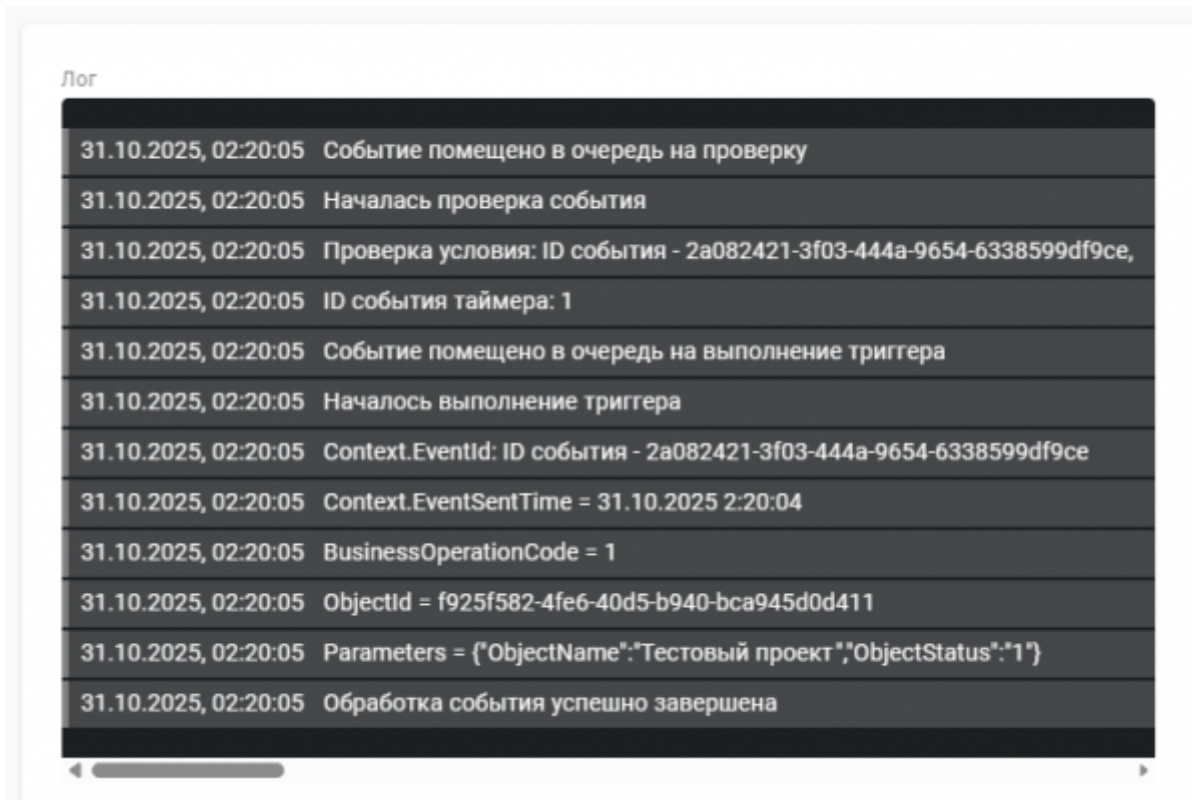 Лог
31.10.2025, 02:20:05 Событие помещено в очередь на проверку
31.10.2025, 02:20:05 Началась проверка события
31.10.2025, 02:20:05 Проверка условия: ID события - 2a082421-3f03-444a-9654-6338599df9ce,
31.10.2025, 02:20:05 ID события таймера: 1
31.10.2025, 02:20:05 Событие помещено в очередь на выполнение триггера
31.10.2025, 02:20:05 Началось выполнение триггера
31.10.2025, 02:20:05 Context.EventId: ID события - 2a082421-3f03-444a-9654-6338599df9ce
31.10.2025, 02:20:05 Context.EventSentTime = 31.10.2025 2:20:04
31.10.2025, 02:20:05 BusinessOperationCode = 1
31.10.2025, 02:20:05 ObjectId = f925f582-4fe6-40d5-b940-bca945d0d411
31.10.2025, 02:20:05 Parameters = {"ObjectName":"Тестовый проект","ObjectStatus":"1"}
31.10.2025, 02:20:05 Обработка события успешно завершена